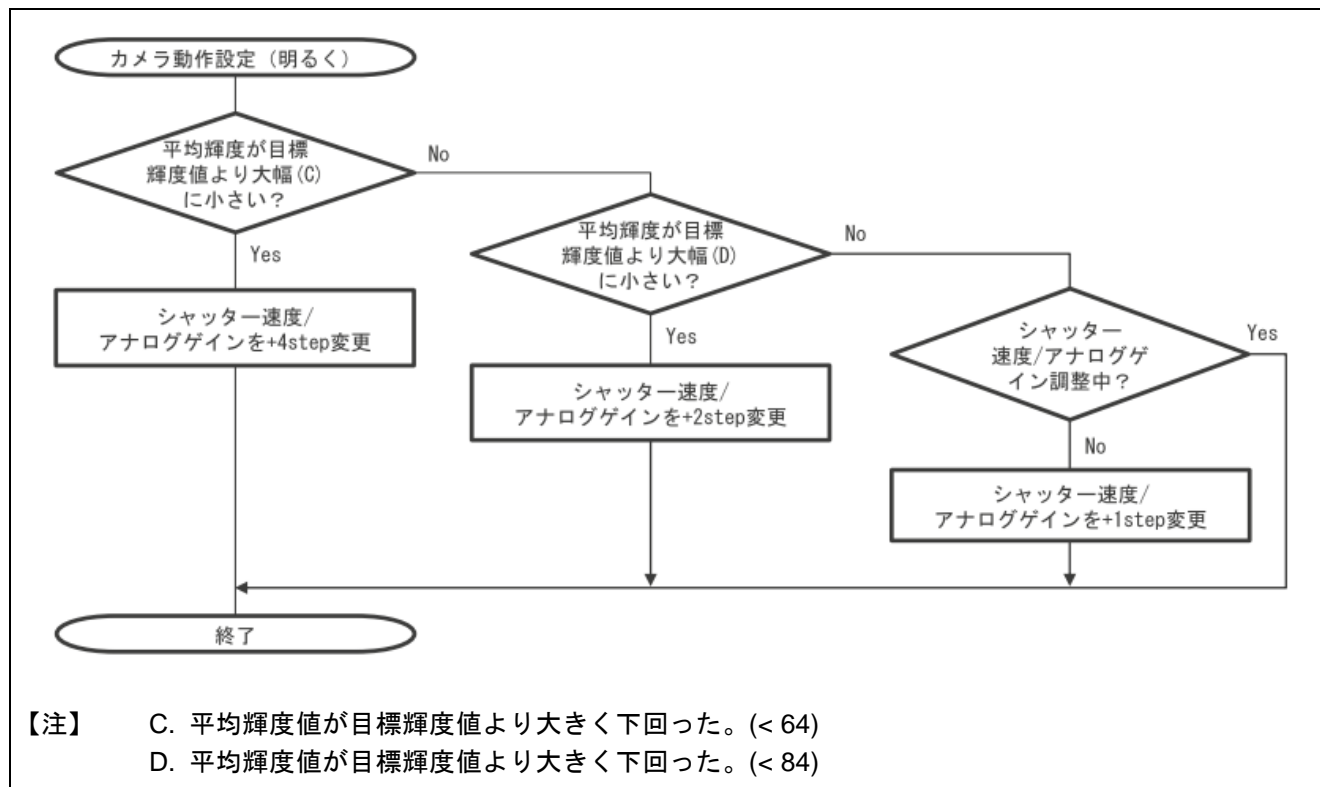 カメラ動作設定（明るく）
平均輝度が目標
輝度値より大幅(C)
に小さい？
No
Yes
シャッター速度/
アナログゲインを+4step変更
平均輝度が目標
輝度値より大幅(D)
に小さい？
No
Yes
シャッター速度/
アナログゲインを+2step変更
シャッター
速度/アナログゲ
イン調整中？
Yes
No
シャッター速度/
アナログゲインを+1step変更
終了
【注】 C. 平均輝度値が目標輝度値より大きく下回った。(< 64)
D. 平均輝度値が目標輝度値より大きく下回った。(< 84)